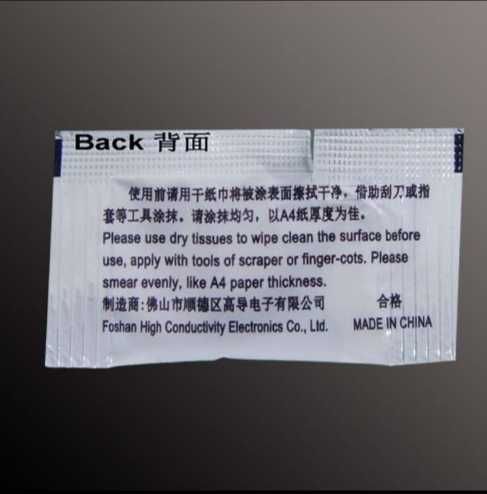 Back 背面
使用前请用干纸巾将被涂表面擦拭干净，借助刮刀或指
套等工具涂抹。请涂抹均匀，以A4纸厚度为佳。
Please use dry tissues to wipe clean the surface before
use, apply with tools of scraper or finger-cots. Please
smear evenly, like A4 paper thickness.
制造商:佛山市顺德区高导电子有限公司 合格
Foshan High Conductivity Electronics Co., Ltd. MADE IN CHINA